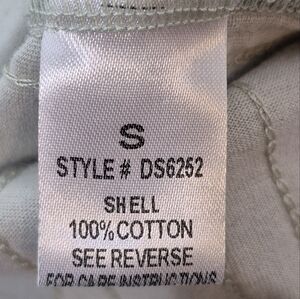 S
STYLE # DS6252
SHELL
100% COTTON
SEE REVERSE
FOR CARE INSTRUCTIONS